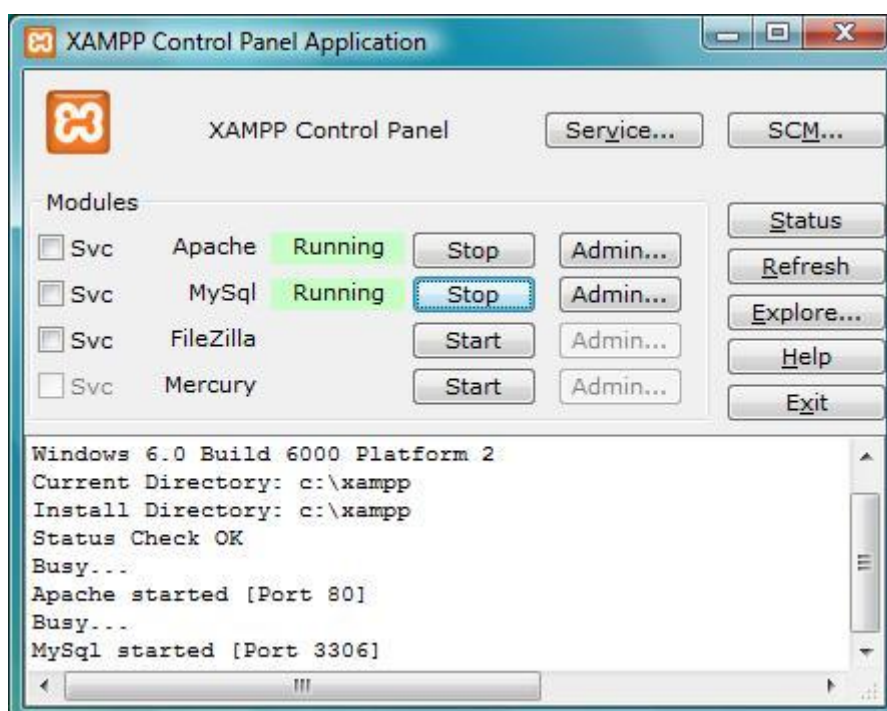 XAMPP Control Panel Application
XAMPP Control Panel Service... SCM...
Modules
Svc Apache Running Stop Admin...
Svc MySql Running Stop Admin...
Svc FileZilla Start Admin...
Svc Mercury Start Admin...
Status
Refresh
Explore...
Help
Exit
Windows 6.0 Build 6000 Platform 2
Current Directory: c:\xampp
Install Directory: c:\xampp
Status Check OK
Busy...
Apache started [Port 80]
Busy...
MySql started [Port 3306]